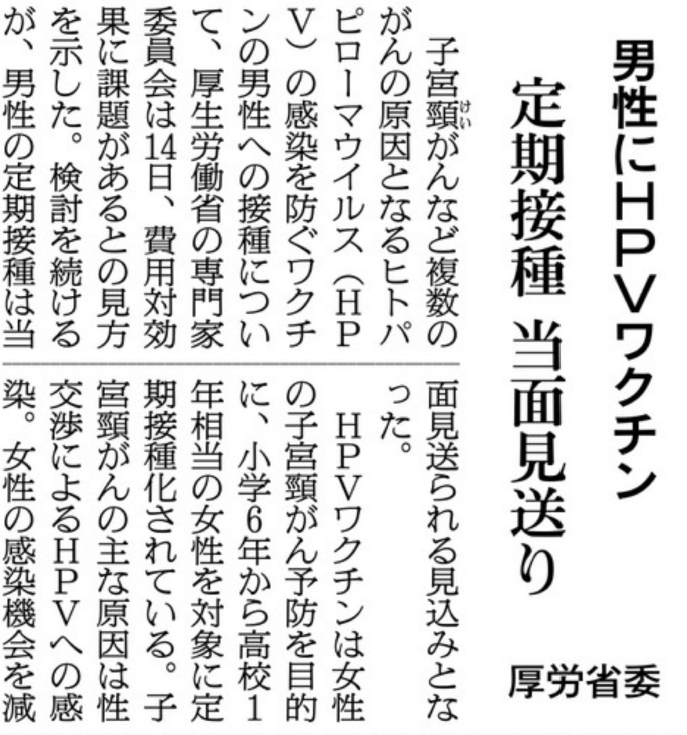 男性にHPVワクチン
定期接種 当面見送り
厚労省委
子宮頸がんなど複数の
けい
がんの原因となるヒトパ
ピローマウイルス(HP
V)の感染を防ぐワクチ
ンの男性への接種につい
て、厚生労働省の専門家
委員会は14日、費用対効
果に課題があるとの見方
を示した。検討を続ける
が、男性の定期接種は当
面見送られる見込みとな
った。
HPVワクチンは女性
の子宮頸がん予防を目的
に、小学6年から高校1
年相当の女性を対象に定
期接種化されている。子
宮頸がんの主な原因は性
交渉によるHPVへの感
染。女性の感染機会を減